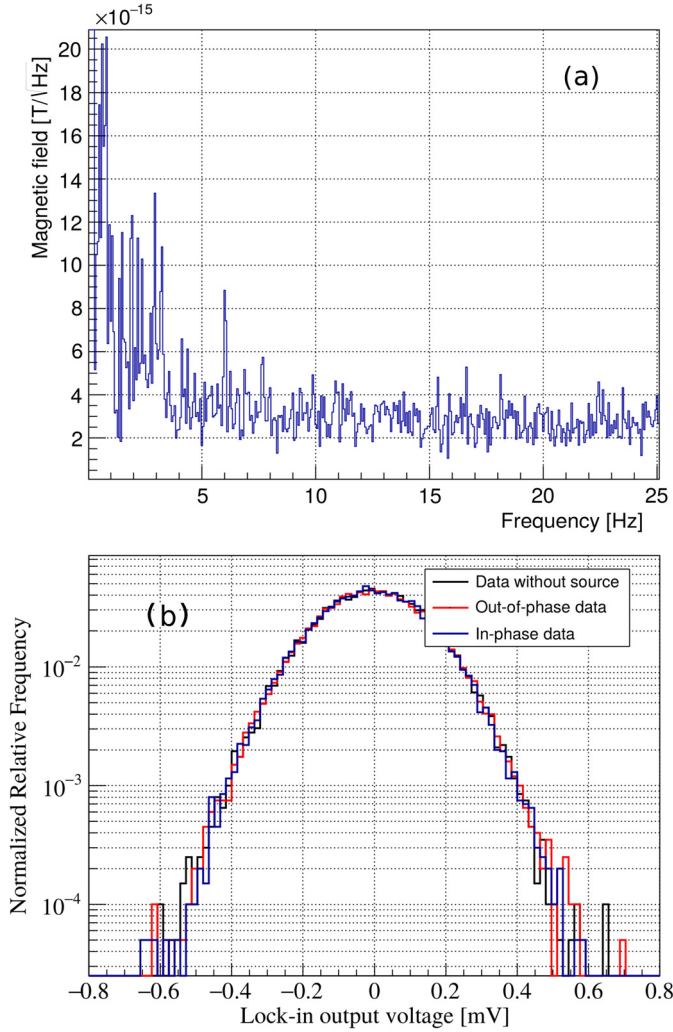 ×10⁻¹⁵
20
18
16
14
12
10
8
6
4
2
Magnetic field [T/√Hz]
(a)
5 10 15 20 25
Frequency [Hz]
(b)
Data without source
Out-of-phase data
In-phase data
10⁻²
10⁻³
10⁻⁴
Normalized Relative Frequency
−0.8 −0.6 −0.4 −0.2 0 0.2 0.4 0.6 0.8
Lock-in output voltage [mV]